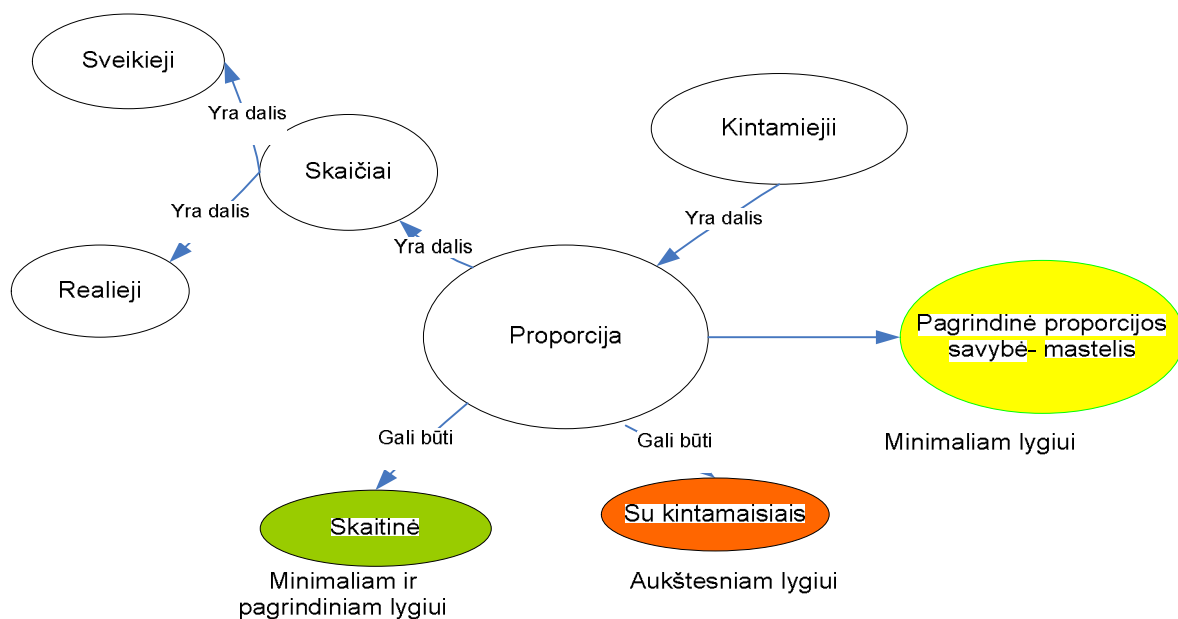 Sveikieji
Yra dalis
Kintamiejii
Skaičiai
Yra dalis
Yra dalis
Yra dalis
Realieji
Proporcija
Pagrindinė proporcijos
savybė- mastelis
Minimaliam lygiui
Gali būti
Gali būti
Skaitinė
Su kintamaisiais
Minimaliam ir
pagrindiniam lygiui
Aukštesniam lygiui